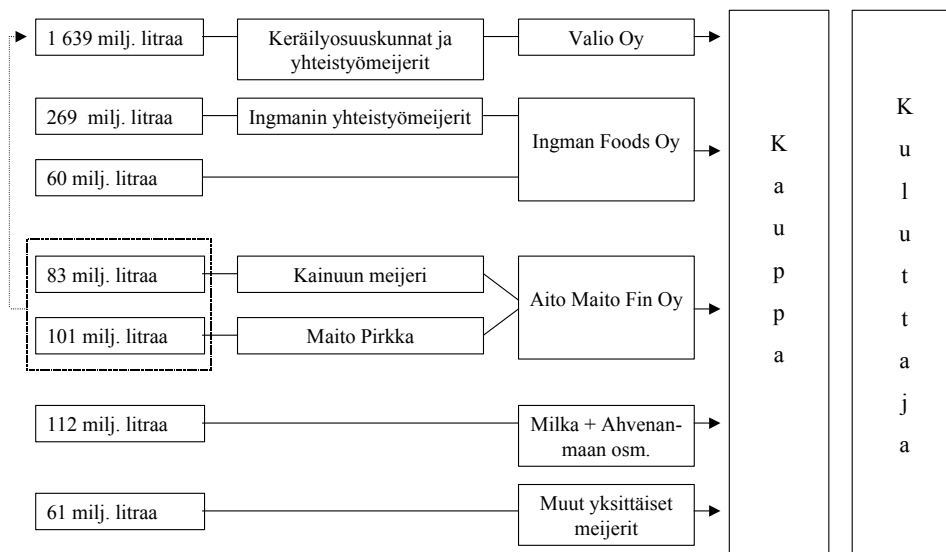 1 639 milj. litraa
Keräilyosuuskunnat ja
yhteistyömeijerit
Valio Oy
269  milj. litraa
Ingmanin yhteistyömeijerit
60 milj. litraa
Ingman Foods Oy
83 milj. litraa
Kainuun meijeri
101 milj. litraa
Maito Pirkka
Aito Maito Fin Oy
112 milj. litraa
Milka + Ahvenan-
maan osm.
61 milj. litraa
Muut yksittäiset
meijerit
K
a
u
p
p
a
K
u
l
u
t
t
a
j
a